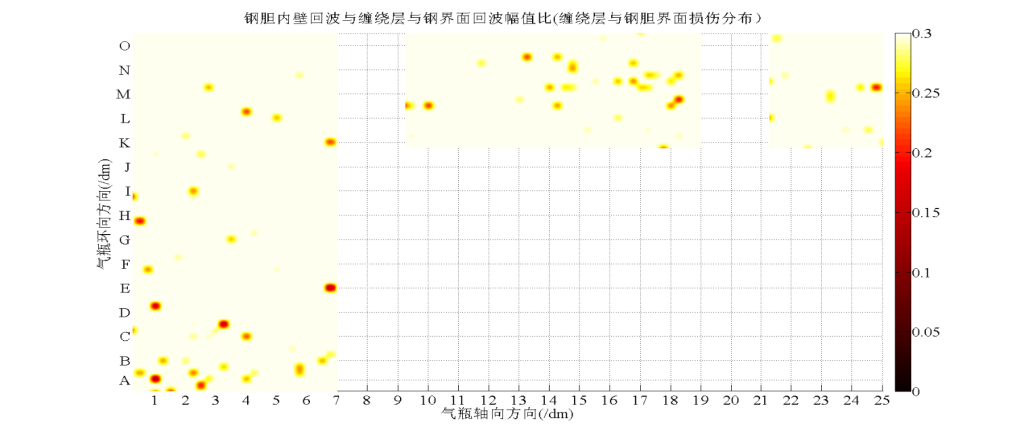 钢胆内壁回波与缠绕层与钢界面回波幅值比(缠绕层与钢胆界面损伤分布)
O
N
M
L
K
J
I
H
G
F
E
D
C
B
A
气瓶环向方向(/dm)
1 2 3 4 5 6 7 8 9 10 11 12 13 14 15 16 17 18 19 20 21 22 23 24 25
气瓶轴向方向(/dm)
0.3
0.25
0.2
0.15
0.1
0.05
0